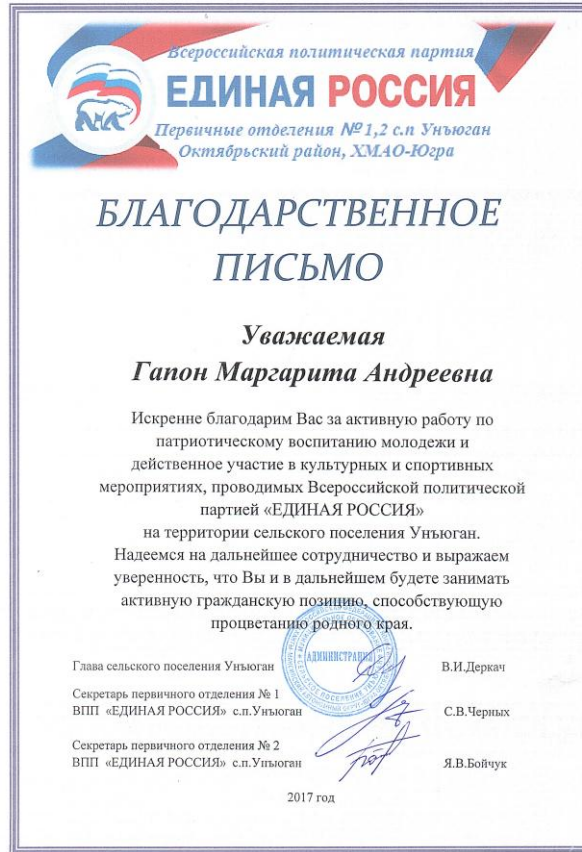 Всероссийская политическая партия
ЕДИНАЯ РОССИЯ
Первичные отделения №1,2 с.п Унъюган
Октябрьский район, ХМАО-Югра
БЛАГОДАРСТВЕННОЕ
ПИСЬМО
Уважаемая
Гапон Маргарита Андреевна
Искренне благодарим Вас за активную работу по
патриотическому воспитанию молодежи и
действенное участие в культурных и спортивных
мероприятиях, проводимых Всероссийской политической
партией «ЕДИНАЯ РОССИЯ»
на территории сельского поселения Унъюган.
Надеемся на дальнейшее сотрудничество и выражаем
уверенность, что Вы и в дальнейшем будете занимать
активную гражданскую позицию, способствующую
процветанию родного края.
АДМИНИСТРАЦИЯ
Глава сельского поселения Унъюган В.И.Деркач
Секретарь первичного отделения № 1
ВПП «ЕДИНАЯ РОССИЯ» с.п.Унъюган С.В.Черных
Секретарь первичного отделения № 2
ВПП «ЕДИНАЯ РОССИЯ» с.п.Унъюган Я.В.Бойчук
2017 год